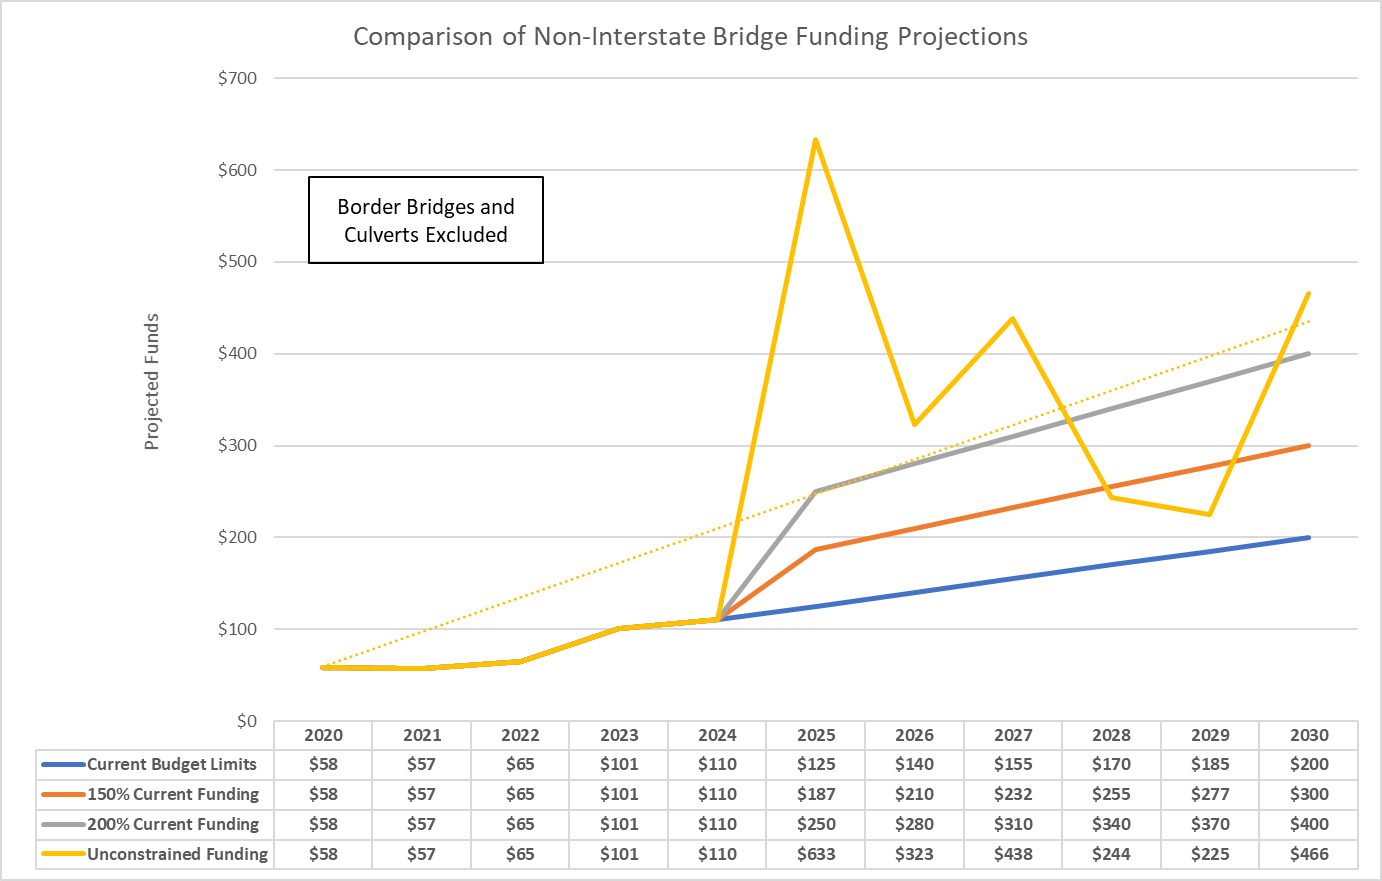 Comparison of Non-Interstate Bridge Funding Projections
$700
$600
$500
$400
$300
$200
$100
$0
Projected Funds
Border Bridges and
Culverts Excluded
2020 2021 2022 2023 2024 2025 2026 2027 2028 2029 2030
Current Budget Limits $58 $57 $65 $101 $110 $125 $140 $155 $170 $185 $200
150% Current Funding $58 $57 $65 $101 $110 $187 $210 $232 $255 $277 $300
200% Current Funding $58 $57 $65 $101 $110 $250 $280 $310 $340 $370 $400
Unconstrained Funding $58 $57 $65 $101 $110 $633 $323 $438 $244 $225 $466